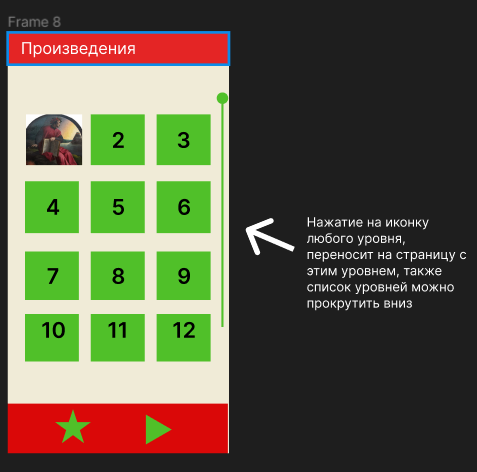 Frame 8
Произведения
2 3
4 5 6
7 8 9
10 11 12
Нажатие на иконку
любого уровня,
переносит на страницу с
этим уровнем, также
список уровней можно
прокрутить вниз